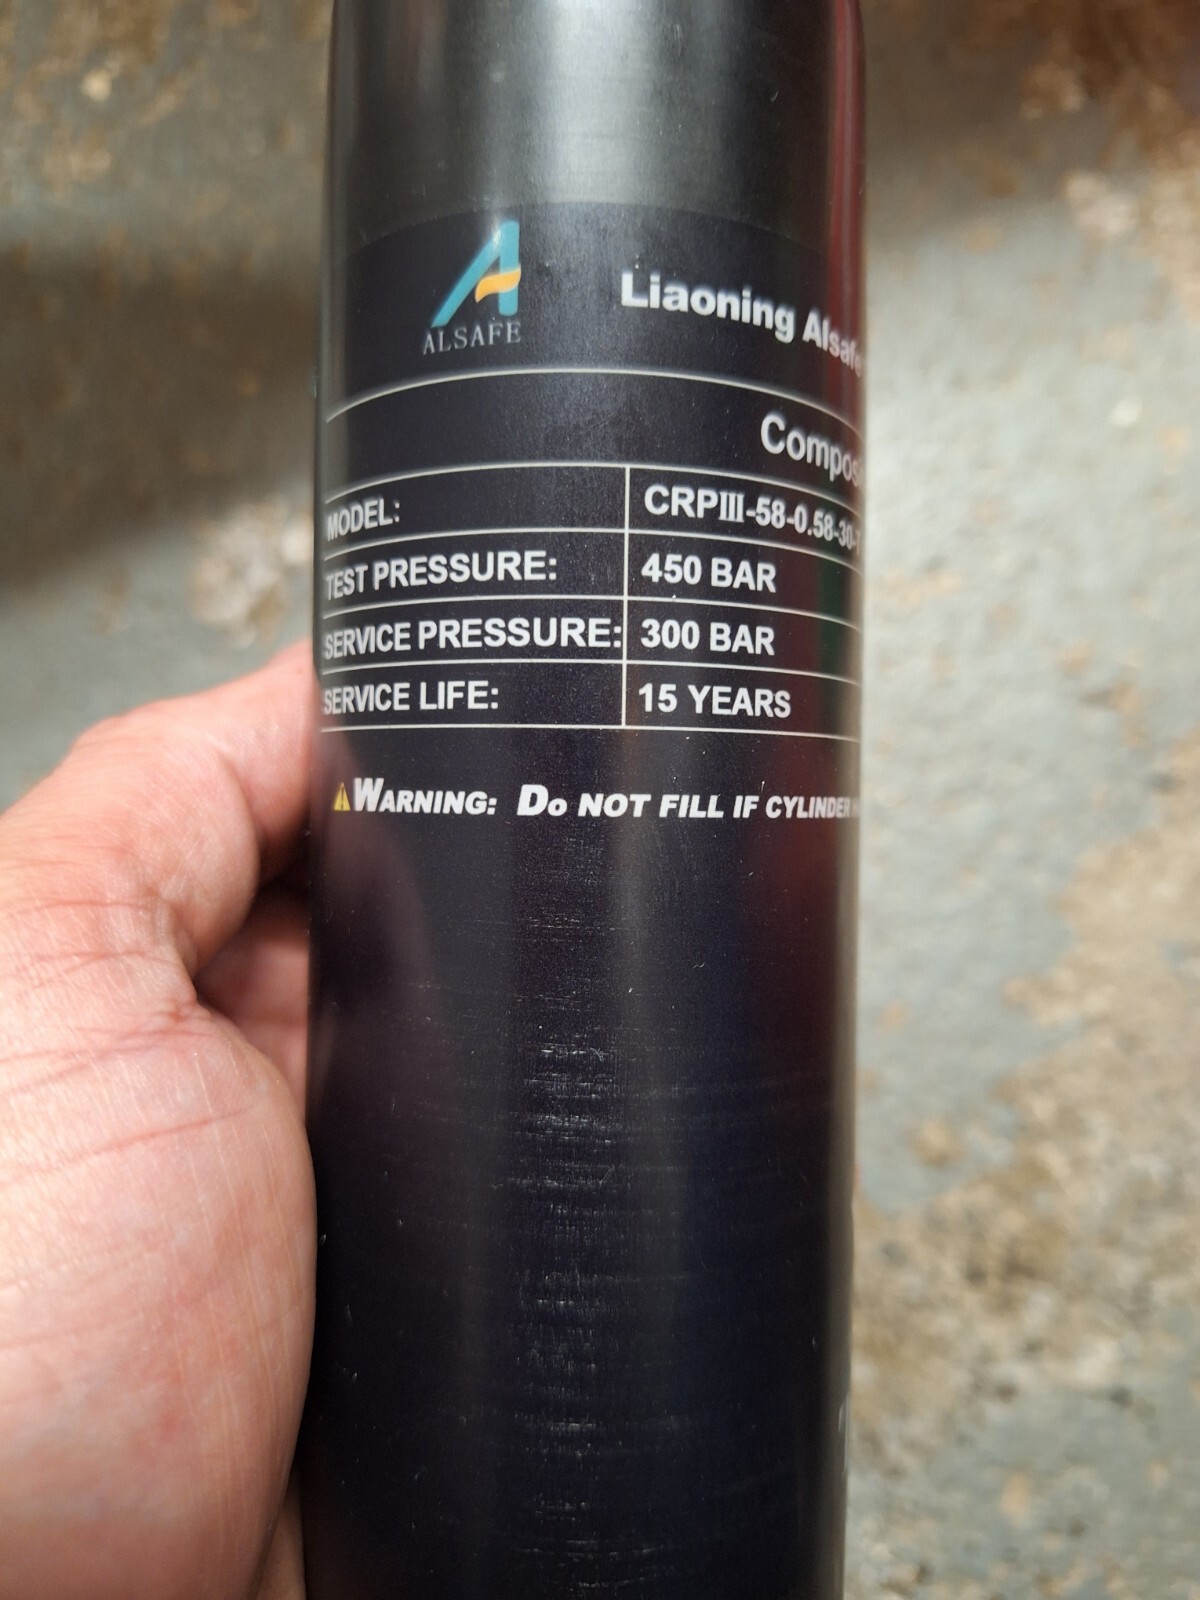 ALSAFE
Liaoning Alsafe
MODEL: CRPⅢ-58-0.58-30-T
TEST PRESSURE: 450 BAR
SERVICE PRESSURE: 300 BAR
SERVICE LIFE: 15 YEARS
WARNING: DO NOT FILL IF CYLINDER